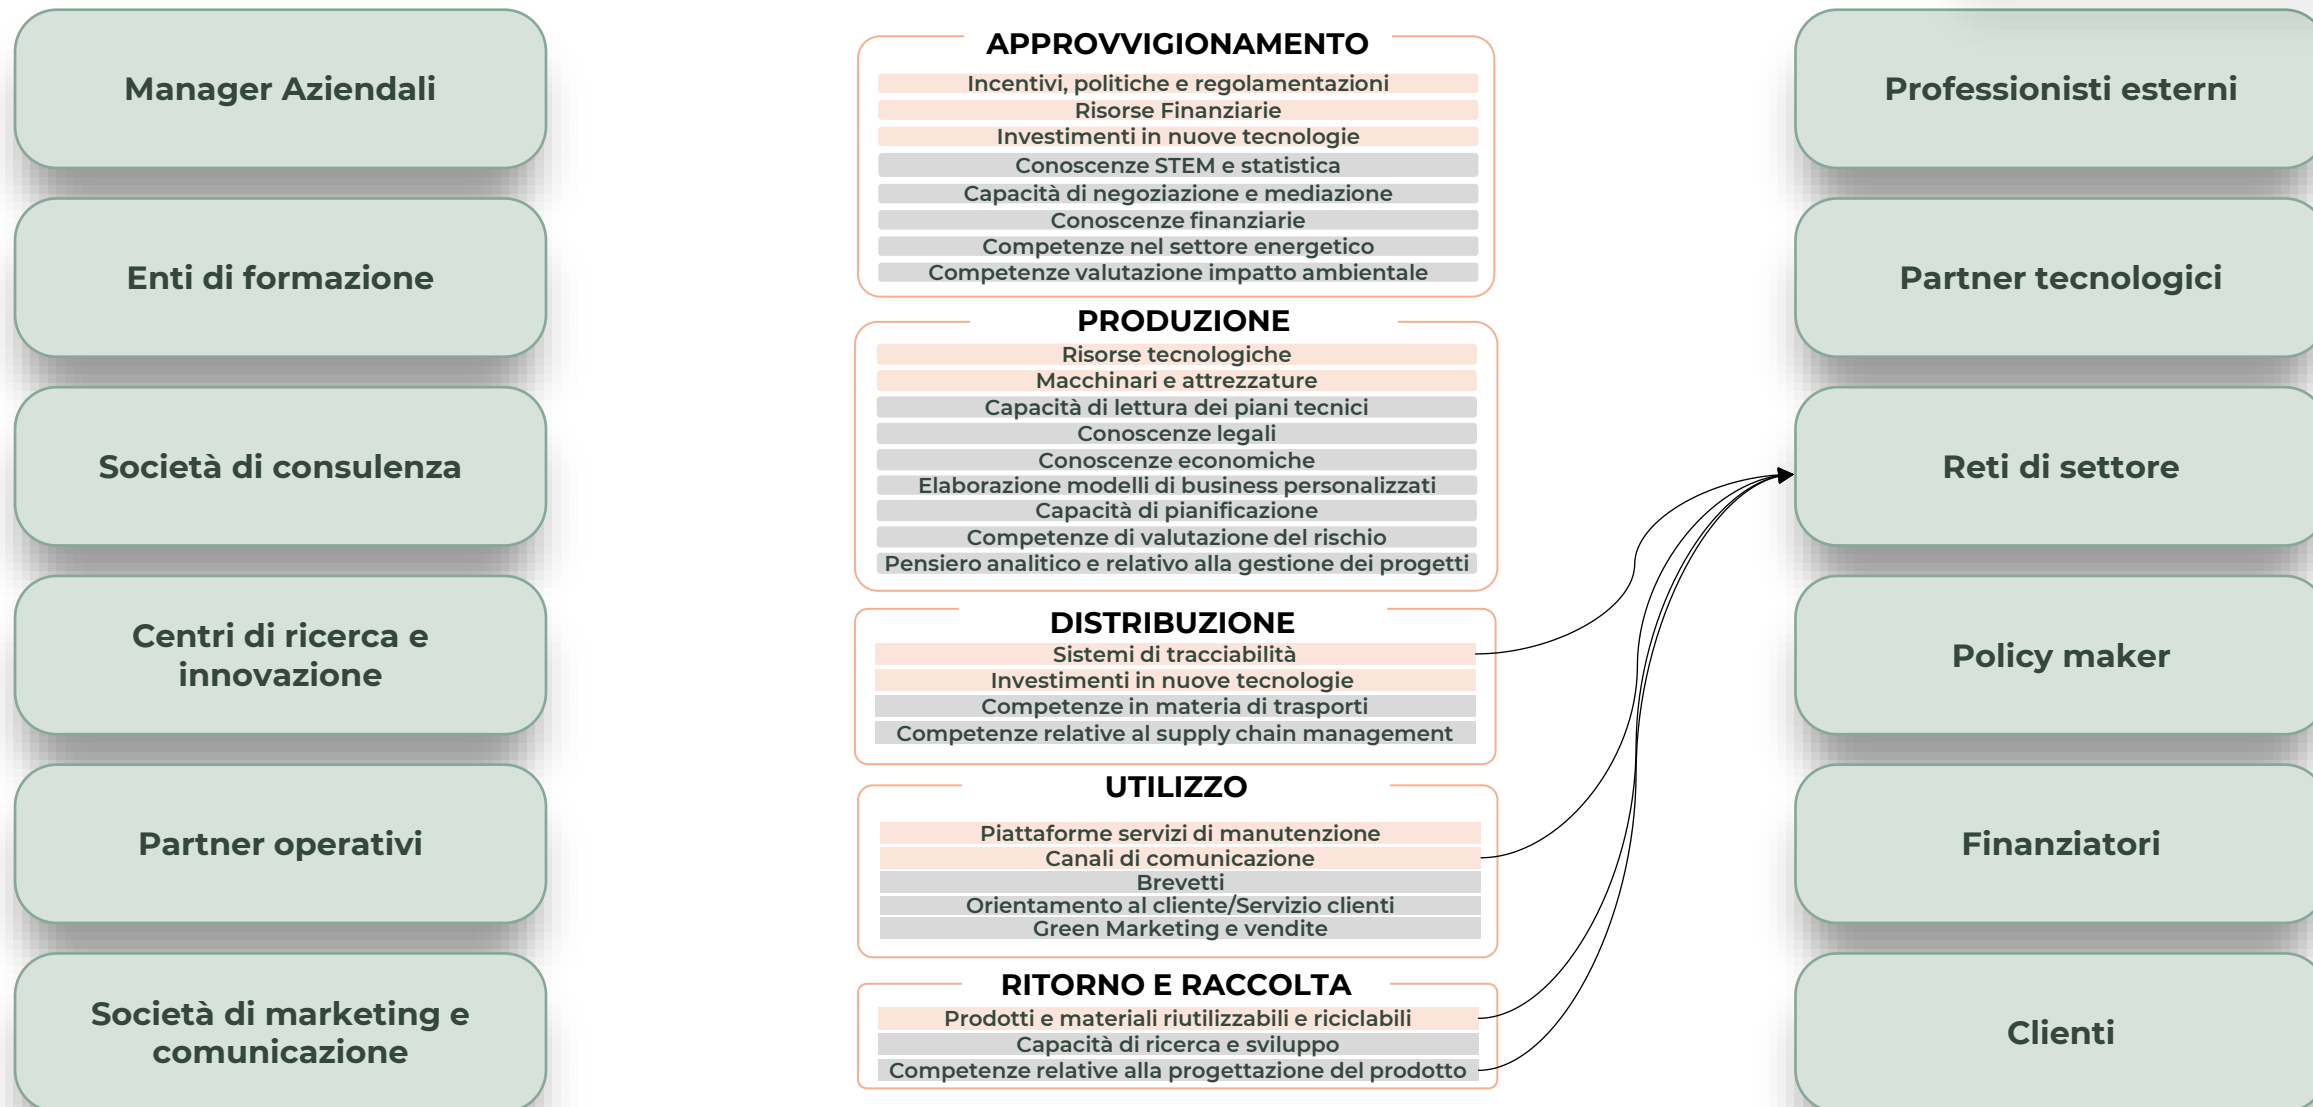 Manager Aziendali
Enti di formazione
Società di consulenza
Centri di ricerca e
innovazione
Partner operativi
Società di marketing e
comunicazione
APPROVVIGIONAMENTO
Incentivi, politiche e regolamentazioni
Risorse Finanziarie
Investimenti in nuove tecnologie
Conoscenze STEM e statistica
Capacità di negoziazione e mediazione
Conoscenze finanziarie
Competenze nel settore energetico
Competenze valutazione impatto ambientale
PRODUZIONE
Risorse tecnologiche
Macchinari e attrezzature
Capacità di lettura dei piani tecnici
Conoscenze legali
Conoscenze economiche
Elaborazione modelli di business personalizzati
Capacità di pianificazione
Competenze di valutazione del rischio
Pensiero analitico e relativo alla gestione dei progetti
DISTRIBUZIONE
Sistemi di tracciabilità
Investimenti in nuove tecnologie
Competenze in materia di trasporti
Competenze relative al supply chain management
UTILIZZO
Piattaforme servizi di manutenzione
Canali di comunicazione
Brevetti
Orientamento al cliente/Servizio clienti
Green Marketing e vendite
RITORNO E RACCOLTA
Prodotti e materiali riutilizzabili e riciclabili
Capacità di ricerca e sviluppo
Competenze relative alla progettazione del prodotto
Professionisti esterni
Partner tecnologici
Reti di settore
Policy maker
Finanziatori
Clienti